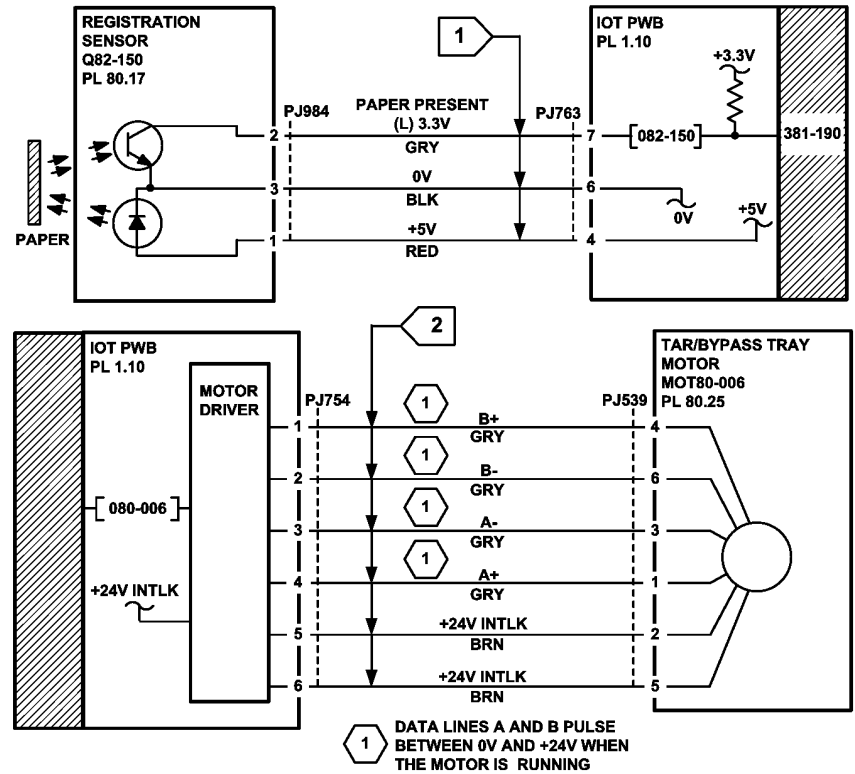 REGISTRATION
SENSOR
Q82-150
PL 80.17
1
IOT PWB
PL 1.10
+3.3V
PJ984
PAPER PRESENT
(L) 3.3V
PJ763
2
GRY
7
082-150
381-190
0V
3
BLK
6
0V
+5V
PAPER
+5V
1
RED
4
2
IOT PWB
PL 1.10
TAR/BYPASS TRAY
MOTOR
MOT80-006
PL 80.25
MOTOR
DRIVER
PJ754
1
PJ539
1
B+
GRY
4
1
2
B-
GRY
6
080-006
1
3
A-
GRY
3
1
+24V INTLK
4
A+
GRY
1
5
+24V INTLK
BRN
2
6
+24V INTLK
BRN
5
1
DATA LINES A AND B PULSE
BETWEEN 0V AND +24V WHEN
THE MOTOR IS RUNNING